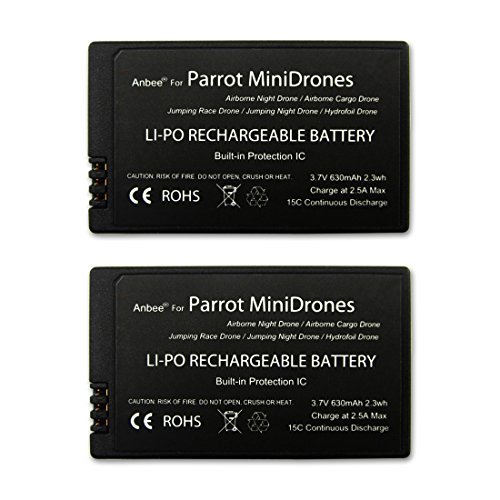 Anbee® For Parrot MiniDrones
Airborne Night Drone / Airborne Cargo Drone
Jumping Race Drone / Jumping Night Drone / Hydrofoil Drone
LI-PO RECHARGEABLE BATTERY
Built-in Protection IC
CAUTION: RISK OF FIRE. DO NOT OPEN, CRUSH OR HEAT.
CE ROHS
3.7V 630mAh 2.3wh
Charge at 2.5A Max
15C Continuous Discharge
Anbee® For Parrot MiniDrones
Airborne Night Drone / Airborne Cargo Drone
Jumping Race Drone / Jumping Night Drone / Hydrofoil Drone
LI-PO RECHARGEABLE BATTERY
Built-in Protection IC
CAUTION: RISK OF FIRE. DO NOT OPEN, CRUSH OR HEAT.
CE ROHS
3.7V 630mAh 2.3wh
Charge at 2.5A Max
15C Continuous Discharge